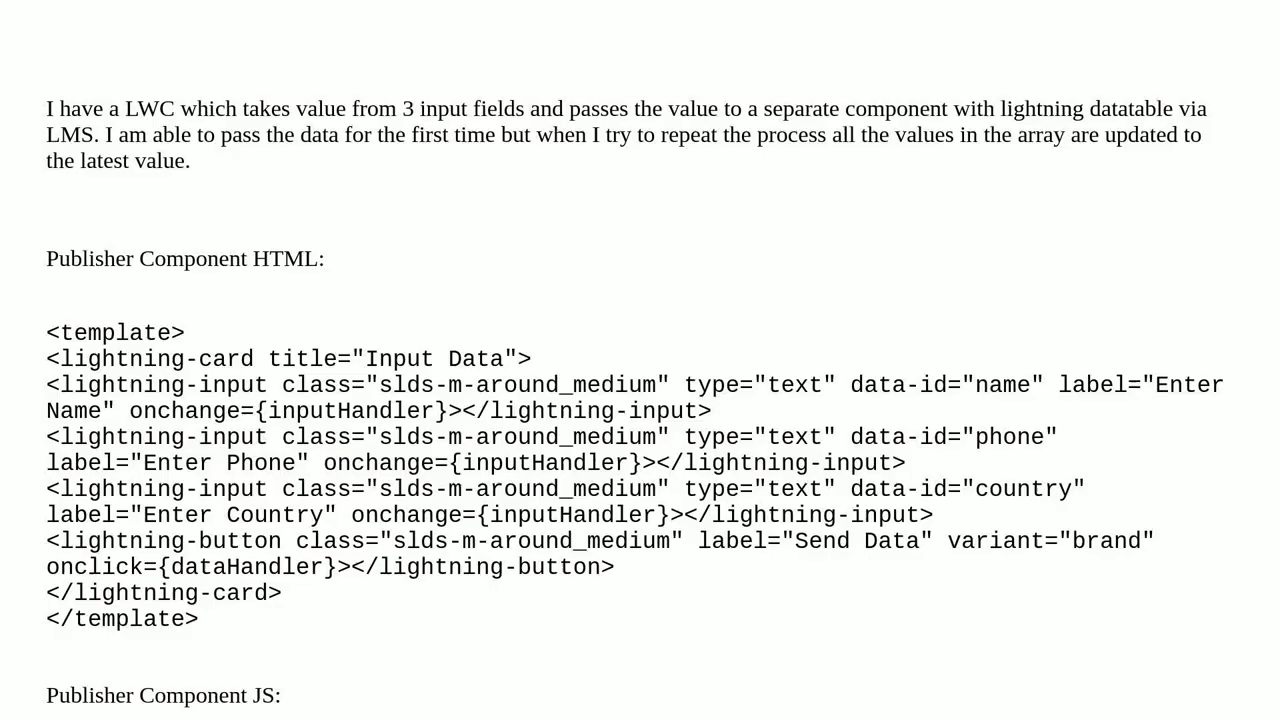 I have a LWC which takes value from 3 input fields and passes the value to a separate component with lightning datatable via
LMS. I am able to pass the data for the first time but when I try to repeat the process all the values in the array are updated to
the latest value.
Publisher Component HTML:
<template>
<lightning-card title="Input Data">
<lightning-input class="slds-m-around_medium" type="text" data-id="name" label="Enter
Name" onchange={inputHandler}></lightning-input>
<lightning-input class="slds-m-around_medium" type="text" data-id="phone"
label="Enter Phone" onchange={inputHandler}></lightning-input>
<lightning-input class="slds-m-around_medium" type="text" data-id="country"
label="Enter Country" onchange={inputHandler}></lightning-input>
<lightning-button class="slds-m-around_medium" label="Send Data" variant="brand"
onclick={dataHandler}></lightning-button>
</lightning-card>
</template>
Publisher Component JS: